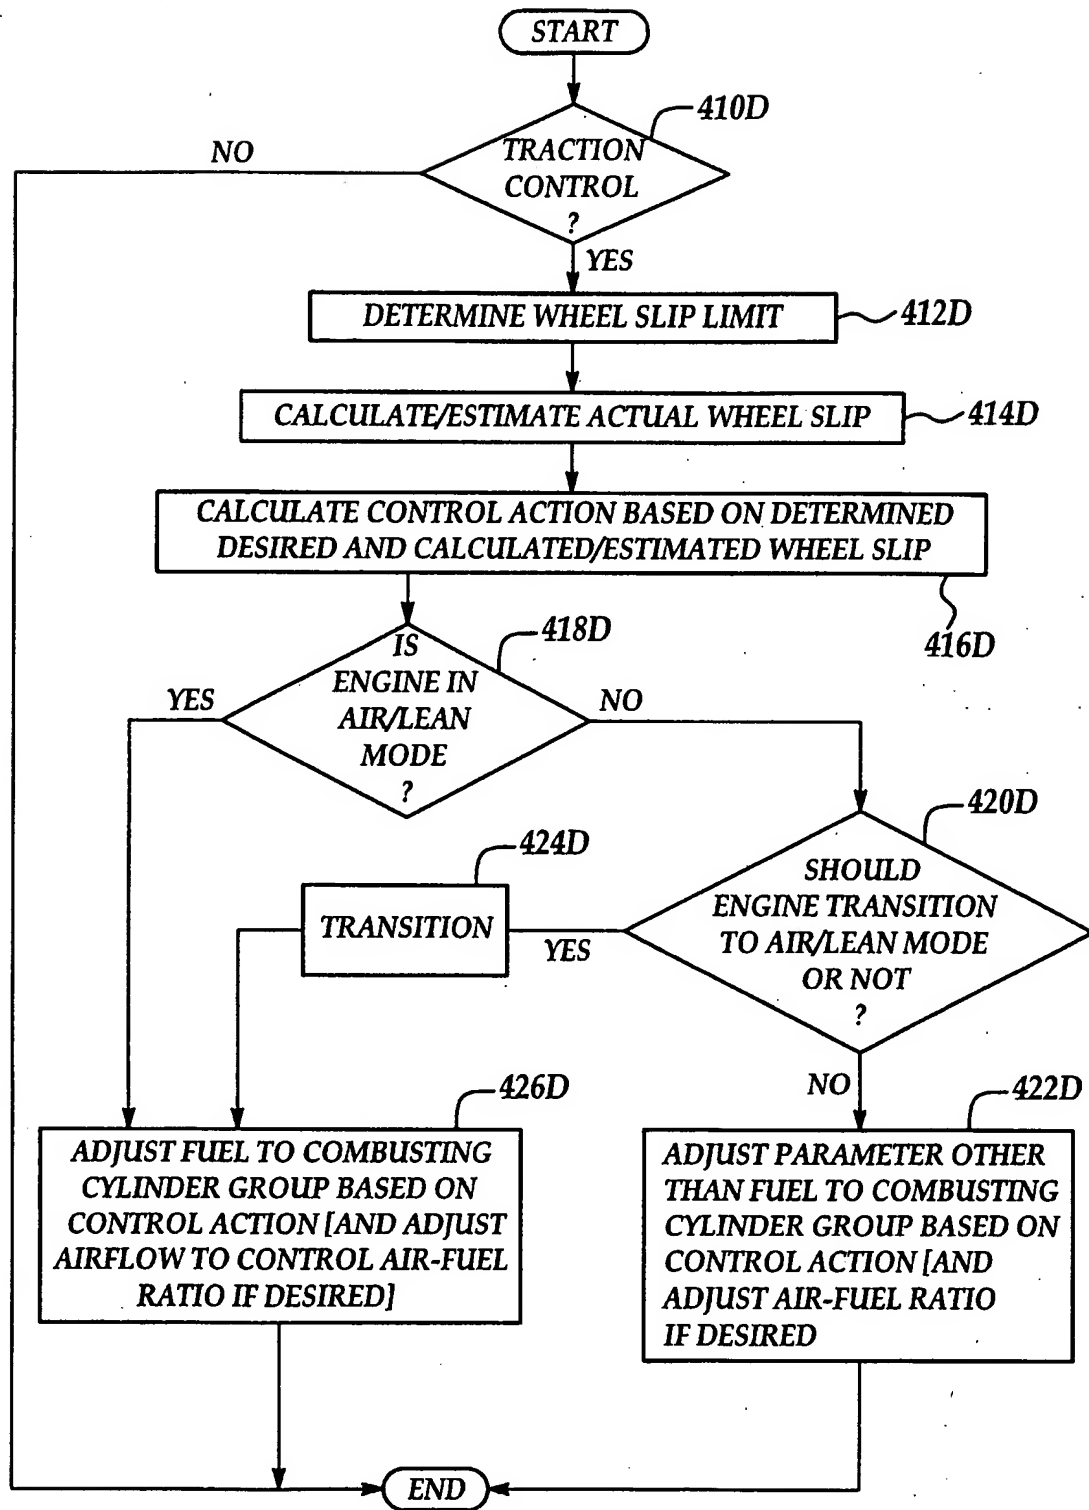 START
410D
NO
TRACTION
CONTROL
?
YES
DETERMINE WHEEL SLIP LIMIT
412D
CALCULATE/ESTIMATE ACTUAL WHEEL SLIP
414D
CALCULATE CONTROL ACTION BASED ON DETERMINED
DESIRED AND CALCULATED/ESTIMATED WHEEL SLIP
416D
418D
IS
ENGINE IN
AIR/LEAN
MODE
?
YES
NO
420D
424D
SHOULD
ENGINE TRANSITION
TO AIR/LEAN MODE
OR NOT
?
TRANSITION
YES
NO
426D
422D
ADJUST FUEL TO COMBUSTING
CYLINDER GROUP BASED ON
CONTROL ACTION [AND ADJUST
AIRFLOW TO CONTROL AIR-FUEL
RATIO IF DESIRED]
ADJUST PARAMETER OTHER
THAN FUEL TO COMBUSTING
CYLINDER GROUP BASED ON
CONTROL ACTION [AND
ADJUST AIR-FUEL RATIO
IF DESIRED
END